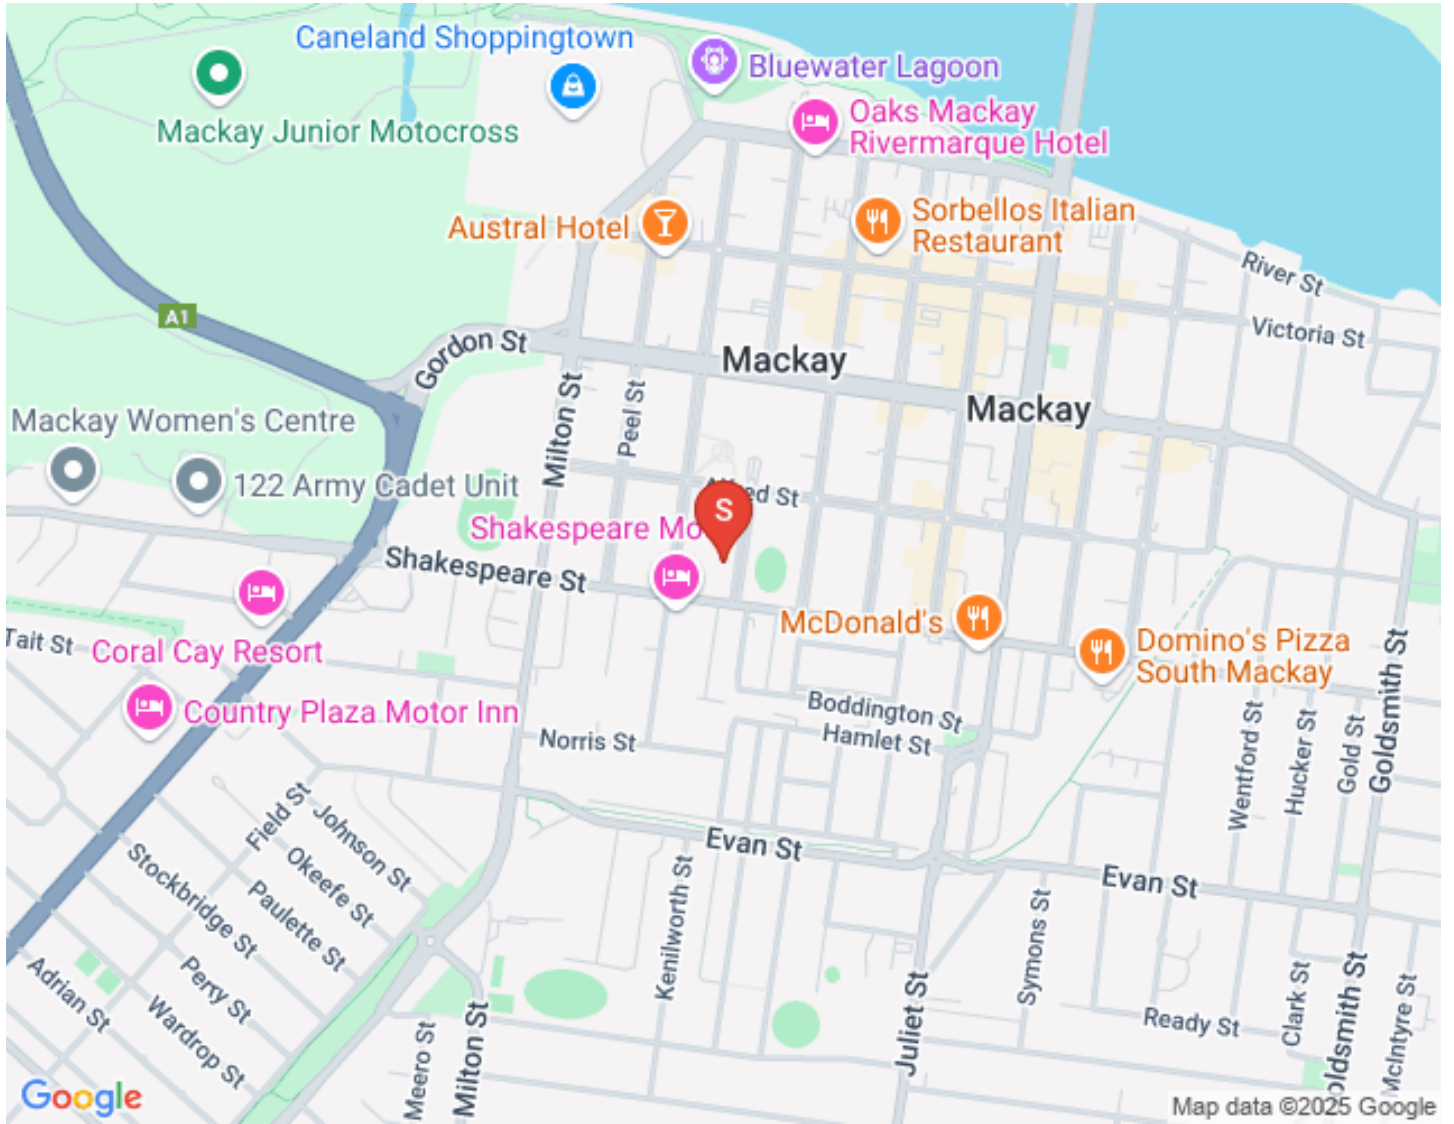 Caneland Shoppingtown
Bluewater Lagoon
Oaks Mackay
Rivermarque Hotel
Mackay Junior Motocross
Austral Hotel
Sorbellos Italian
Restaurant
River St
A1
Victoria St
Gordon St
Mackay
Mackay
Milton St
Peel St
Mackay Women's Centre
122 Army Cadet Unit
St
S
Shakespeare
Shakespeare St
McDonald's
Domino's Pizza
South Mackay
Coral Cay Resort
Tait St
Country Plaza Motor Inn
Boddington St
Hamlet St
Norris St
Goldsmith St
Wentford St
Hucker St
Gold St
Field St
Johnson St
Okeefe St
Paulette St
Stockbridge St
Perry St
Wardrop St
Adrian St
Evan St
Evan St
Kenilworth St
Symons St
Juliet St
Ready St
Clark St
oldsmith St
McIntyre St
Meero St
Milton St
Google
Map data ©2025 Google